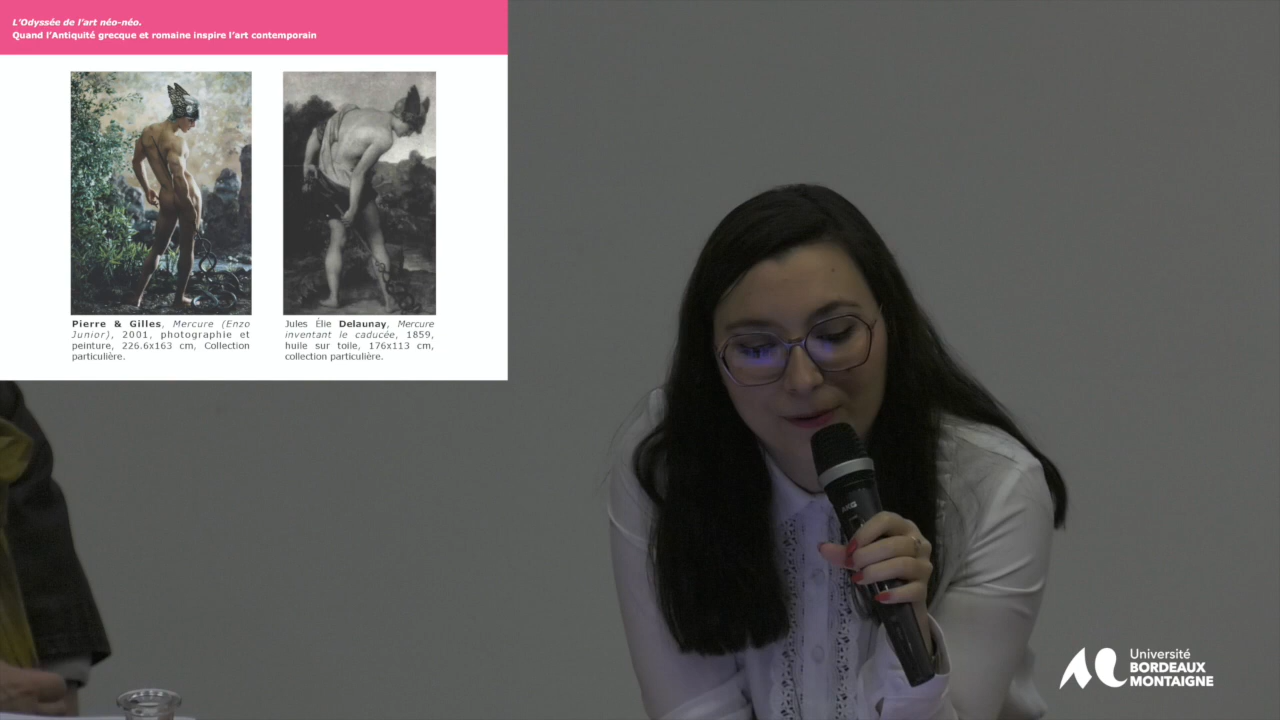 L'Odyssée de l'art néo-néo.
Quand l'Antiquité grecque et romaine inspire l'art contemporain
Pierre & Gilles, Mercure (Enzo
Junior), 2001, photographie et
peinture, 226.6x163 cm, Collection
particulière.
Jules Élie Delaunay, Mercure
inventant le caducée, 1859,
huile sur toile, 176x113 cm,
collection particulière.
AKG
Université
BORDEAUX
MONTAIGNE